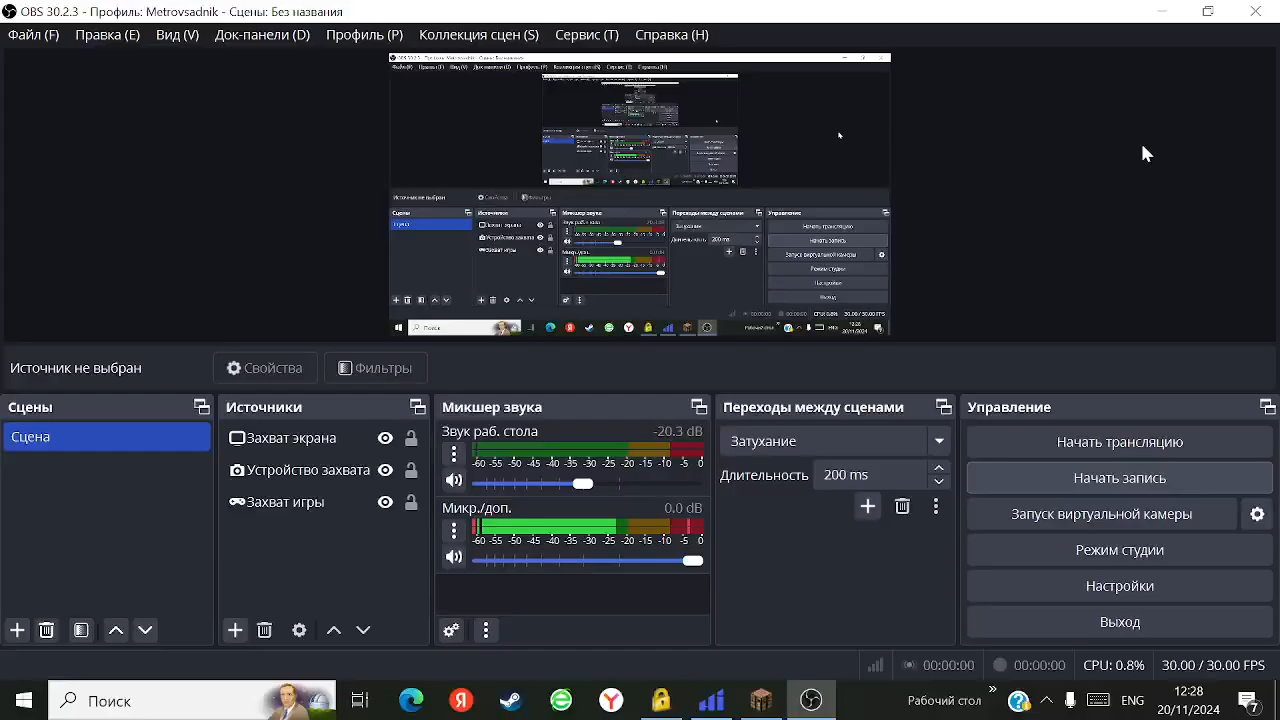 OBS 30.2.3 - Профиль: Metrovadnik - Сцены: Без названия
Файл (F) Правка (E) Вид (V) Док-панели (D) Профиль (P) Коллекция сцен (S) Сервис (T) Справка (H)
Источник не выбран Свойства Фильтры
Сцены
Сцена
Источники
Захват экрана
Устройство захвата
Захват игры
Микшер звука
Звук раб. стола -20.3 dB
-60 -55 -50 -45 -40 -35 -30 -25 -20 -15 -10 -5 0
Микр./доп. 0.0 dB
-60 -55 -50 -45 -40 -35 -30 -25 -20 -15 -10 -5 0
Переходы между сценами
Затухание
Длительность 200 ms
Управление
Начать трансляцию
Начать запись
Запуск виртуальной камеры
Режим студии
Настройки
Выход
00:00:00 00:00:00 CPU: 0.8% 30.00 / 30.00 FPS
Поиск
Рабочий стол
ENG
12:28
20/11/2024
7